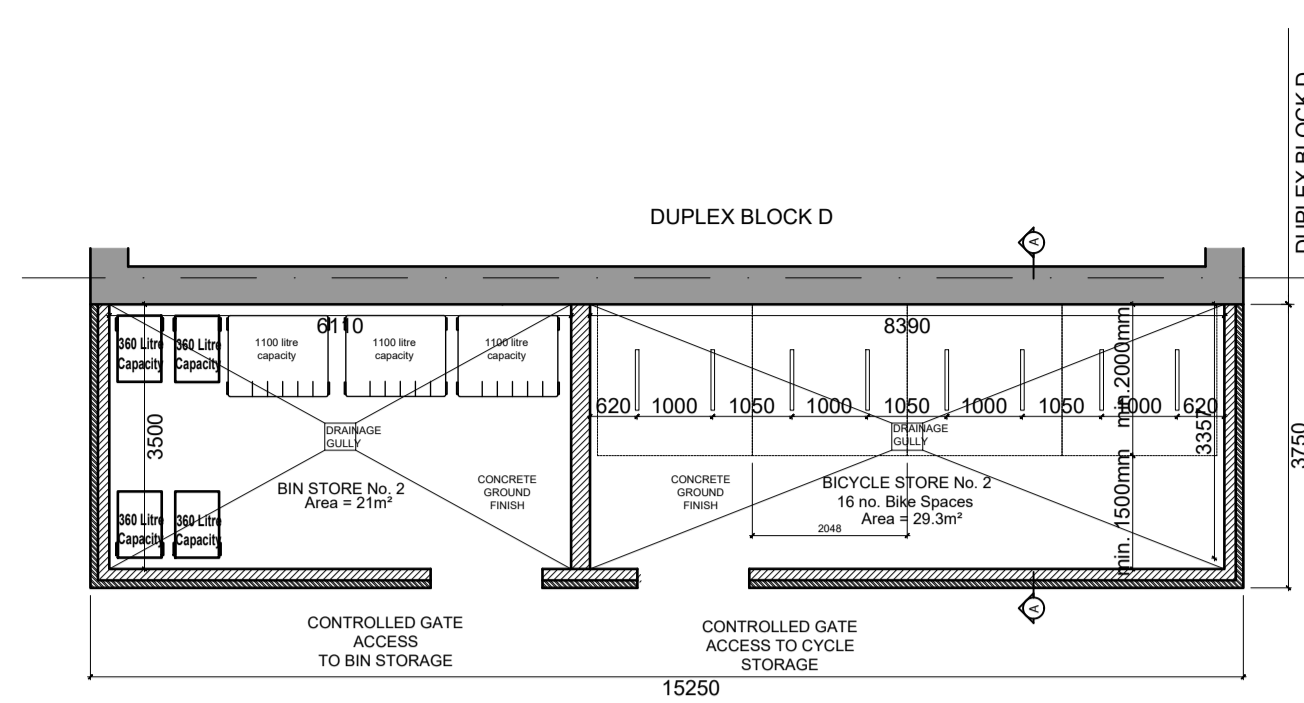 DUPLEX BLOCK D
DUPLEX BLOCK D
A
6110
8390
360 Litre
Capacity
360 Litre
Capacity
1100 litre
capacity
1100 litre
capacity
1100 litre
capacity
min.2000mm
620
1000
1050
1000
1050
1000
1050
1000
620
3357
3500
3750
DRAINAGE
GULLY
DRAINAGE
GULLY
BIN STORE No. 2
Area = 21m²
CONCRETE
GROUND
FINISH
CONCRETE
GROUND
FINISH
BICYCLE STORE No. 2
16 no. Bike Spaces
Area = 29.3m²
2048
min. 1500mm
360 Litre
Capacity
360 Litre
Capacity
A
CONTROLLED GATE
ACCESS
TO BIN STORAGE
CONTROLLED GATE
ACCESS TO CYCLE
STORAGE
15250